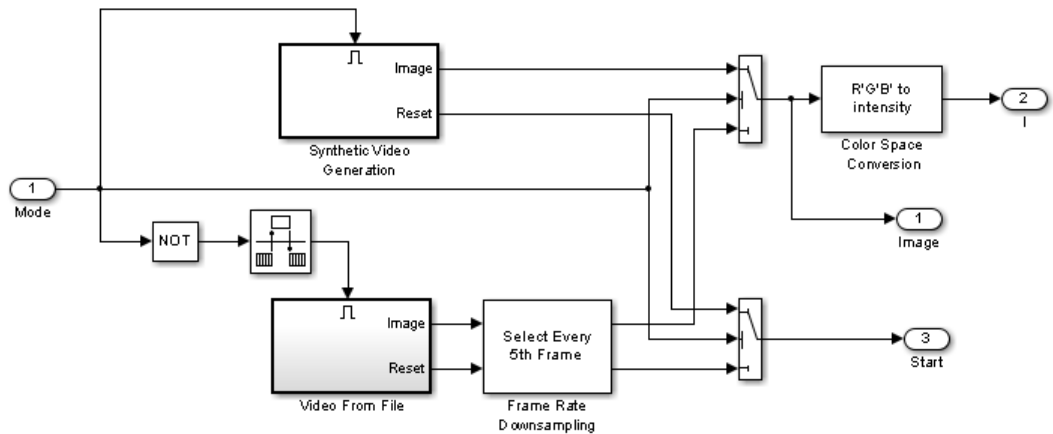 Image
Reset
Synthetic Video
Generation
R'G'B' to
intensity
Color Space
Conversion
2
I
1
Mode
NOT
1
Image
Image
Reset
Video From File
Select Every
5th Frame
Frame Rate
Downsampling
3
Start